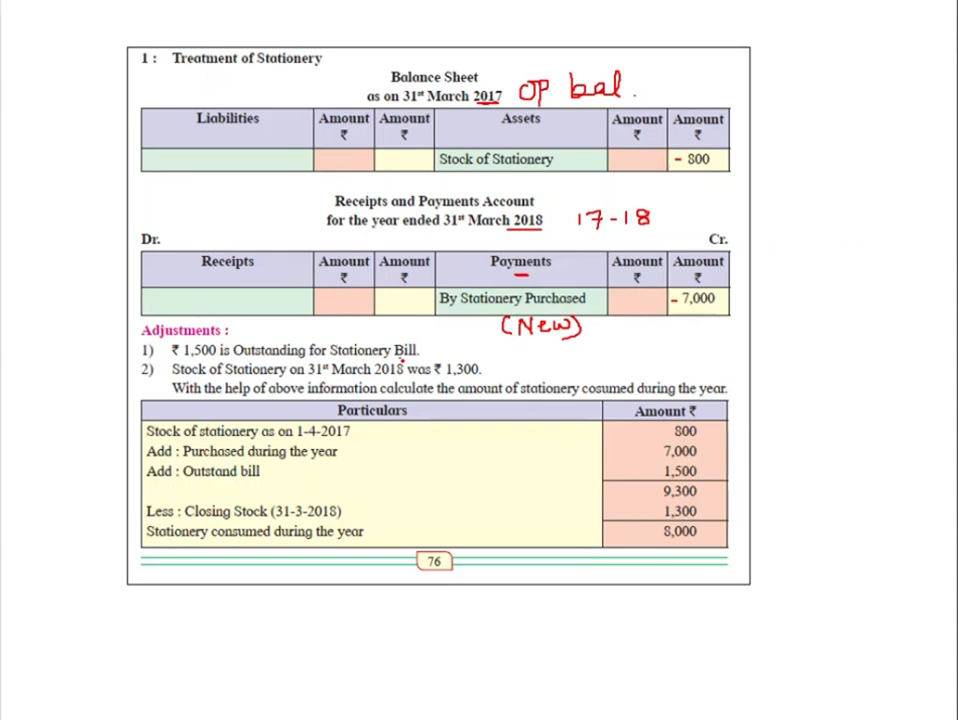 1 : Treatment of Stationery
Balance Sheet
as on 31st March 2017 OP bal.
Liabilities Amount ₹ Amount ₹ Assets Amount ₹ Amount ₹
Stock of Stationery - 800
Receipts and Payments Account
for the year ended 31st March 2018 17-18
Dr. Cr.
Receipts Amount ₹ Amount ₹ Payments Amount ₹ Amount ₹
By Stationery Purchased - 7,000
(New)
Adjustments :
1) ₹ 1,500 is Outstanding for Stationery Bill.
2) Stock of Stationery on 31st March 2018 was ₹ 1,300.
With the help of above information calculate the amount of stationery cosumed during the year.
Particulars Amount ₹
Stock of stationery as on 1-4-2017 800
Add : Purchased during the year 7,000
Add : Outstand bill 1,500
9,300
Less : Closing Stock (31-3-2018) 1,300
Stationery consumed during the year 8,000
76